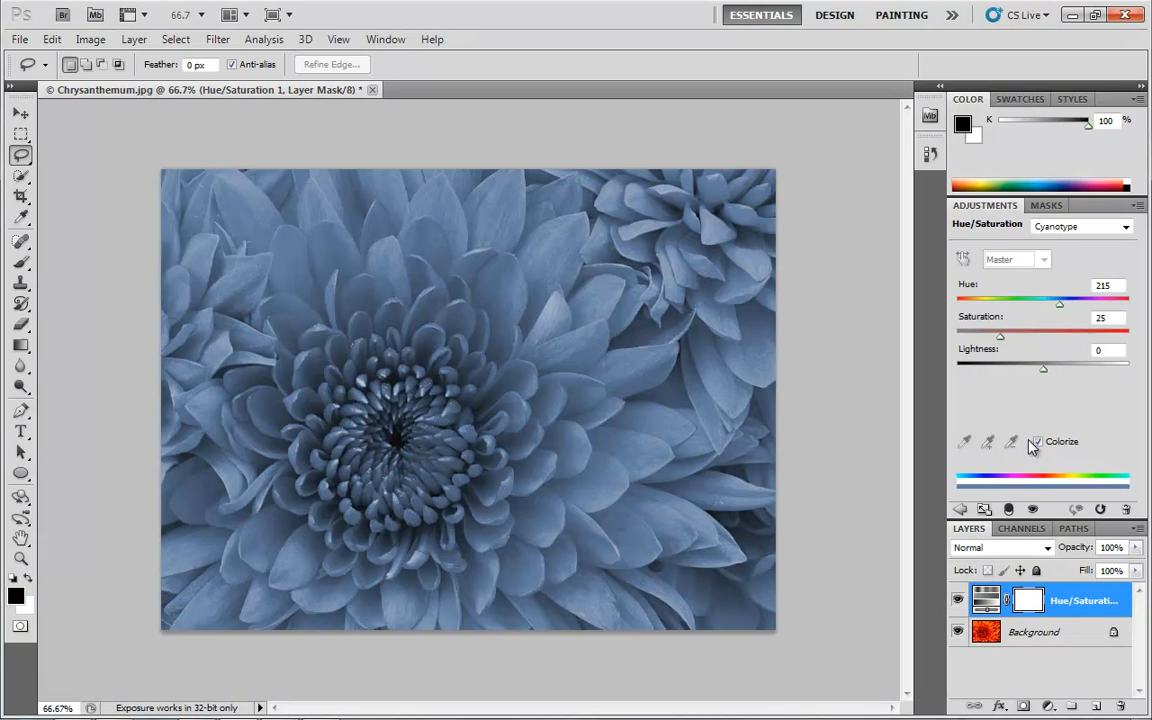 Ps Br Mb 66.7 ESSENTIALS DESIGN PAINTING CS Live
File Edit Image Layer Select Filter Analysis 3D View Window Help
Feather: 0 px Anti-alias Refine Edge...
© Chrysanthemum.jpg @ 66.7% (Hue/Saturation 1, Layer Mask/8) *
COLOR SWATCHES STYLES
Mb
K 100 %
ADJUSTMENTS MASKS
Hue/Saturation Cyanotype
Master
Hue: 215
Saturation: 25
Lightness: 0
T
Colorize
LAYERS CHANNELS PATHS
Normal Opacity: 100%
Lock: Fill: 100%
Hue/Saturati...
Background
66.67% Exposure works in 32-bit only
fx